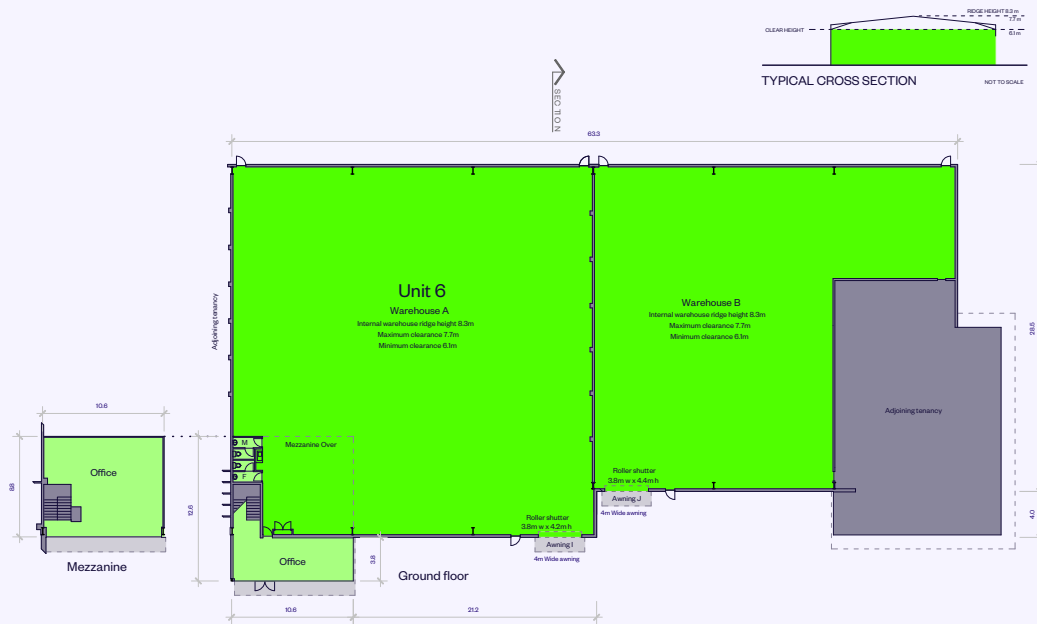 RIDGE HEIGHT 8.3 m
7.7 m
CLEAR HEIGHT
6.1 m
TYPICAL CROSS SECTION
NOT TO SCALE
SECTION
63.3
Unit 6
Warehouse A
Internal warehouse ridge height 8.3m
Maximum clearance 7.7m
Minimum clearance 6.1m
Warehouse B
Internal warehouse ridge height 8.3m
Maximum clearance 7.7m
Minimum clearance 6.1m
Adjoining tenancy
28.5
Adjoining tenancy
10.6
Office
8.8
Mezzanine
12.6
M
F
Mezzanine Over
Roller shutter
3.8m w x 4.4m h
Awning J
4m Wide awning
Roller shutter
3.8m w x 4.2m h
Awning I
4m Wide awning
4.0
Office
3.8
Ground floor
10.6
21.2